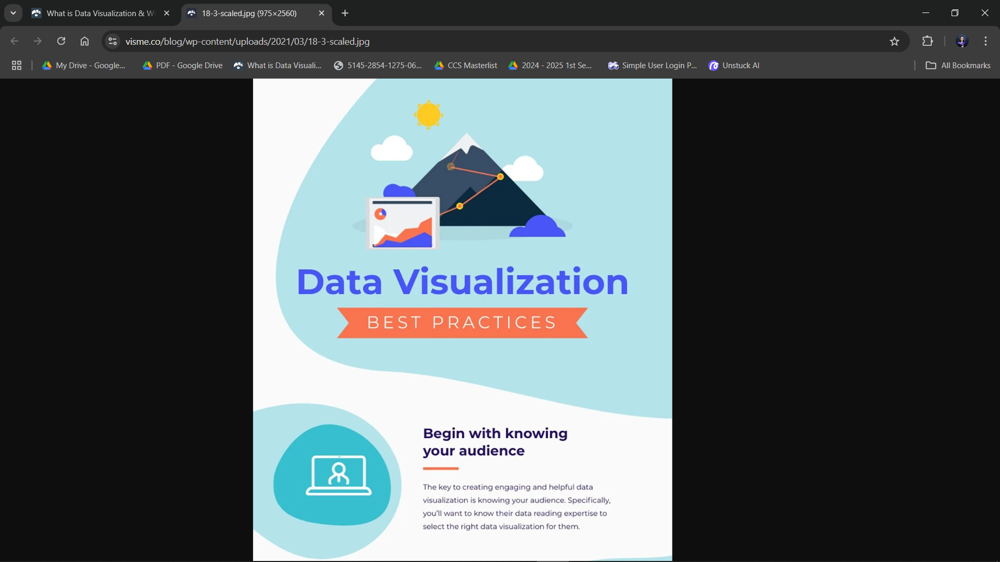 What is Data Visualization & W
18-3-scaled.jpg (975×2560)
visme.co/blog/wp-content/uploads/2021/03/18-3-scaled.jpg
My Drive - Google...
PDF - Google Drive
What is Data Visuali...
5145-2854-1275-06...
CCS Masterlist
2024 - 2025 1st Se...
Simple User Login P...
Unstuck AI
All Bookmarks
Data Visualization
BEST PRACTICES
Begin with knowing
your audience
The key to creating engaging and helpful data
visualization is knowing your audience. Specifically,
you'll want to know their data reading expertise to
select the right data visualization for them.